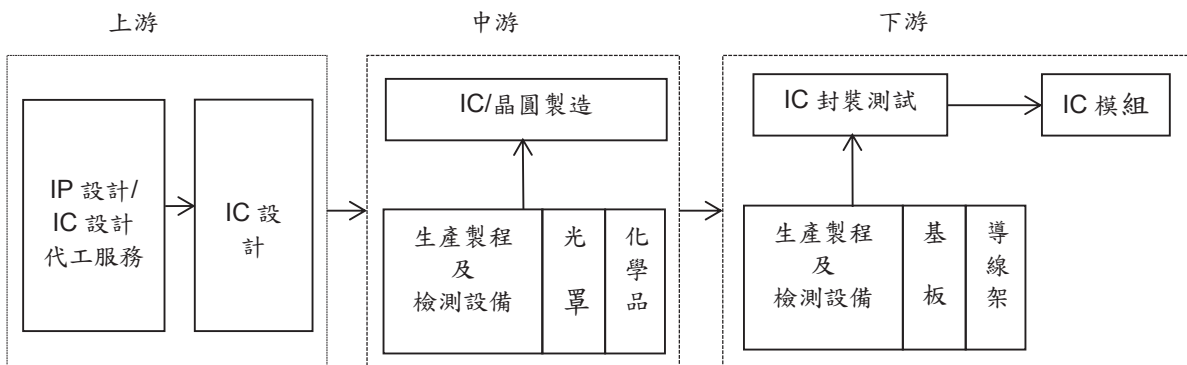 上游
中游
下游
IP 設計/
IC 設計
代工服務
IC 設
計
IC/晶圓製造
生產製程
及
檢測設備
光
罩
化
學
品
IC 封裝測試
IC 模組
生產製程
及
檢測設備
基
板
導
線
架